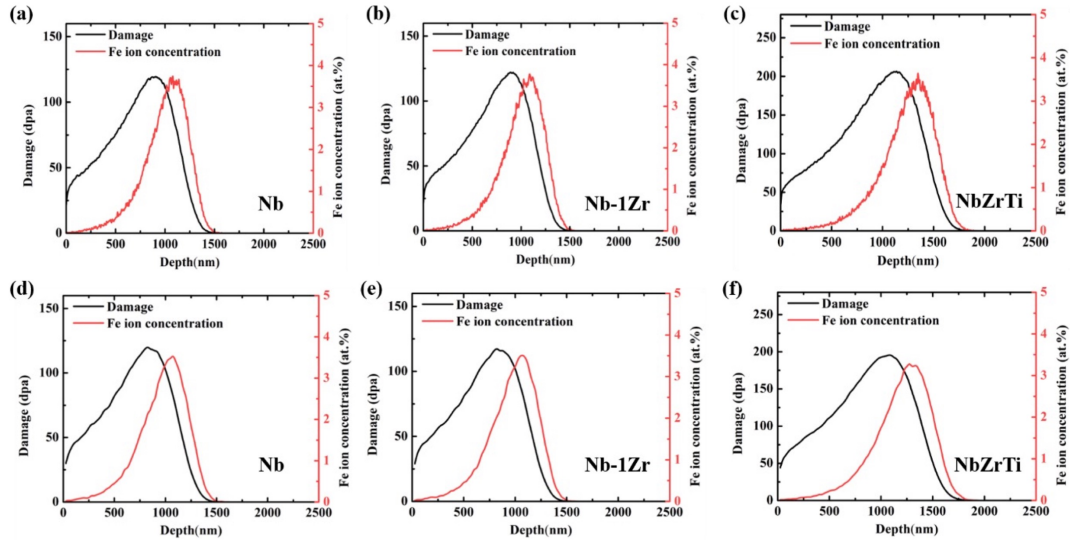 (a)
Damage
Fe ion concentration
Nb
Damage (dpa)
150
100
50
0
0 500 1000 1500 2000 2500
Depth(nm)
5
4
3
2
1
0
Fe ion concentration (at.%)
(b)
Damage
Fe ion concentration
Nb-1Zr
Damage (dpa)
150
100
50
0
0 500 1000 1500 2000 2500
Depth(nm)
5
4
3
2
1
0
Fe ion concentration (at.%)
(c)
Damage
Fe ion concentration
NbZrTi
Damage (dpa)
250
200
150
100
50
0
0 500 1000 1500 2000 2500
Depth(nm)
5
4
3
2
1
0
Fe ion concentration (at.%)
(d)
Damage
Fe ion concentration
Nb
Damage (dpa)
150
100
50
0
0 500 1000 1500 2000 2500
Depth(nm)
5
4
3
2
1
0
Fe ion concentration (at.%)
(e)
Damage
Fe ion concentration
Nb-1Zr
Damage (dpa)
150
100
50
0
0 500 1000 1500 2000 2500
Depth(nm)
5
4
3
2
1
0
Fe ion concentration (at.%)
(f)
Damage
Fe ion concentration
NbZrTi
Damage (dpa)
250
200
150
100
50
0
0 500 1000 1500 2000 2500
Depth(nm)
5
4
3
2
1
0
Fe ion concentration (at.%)